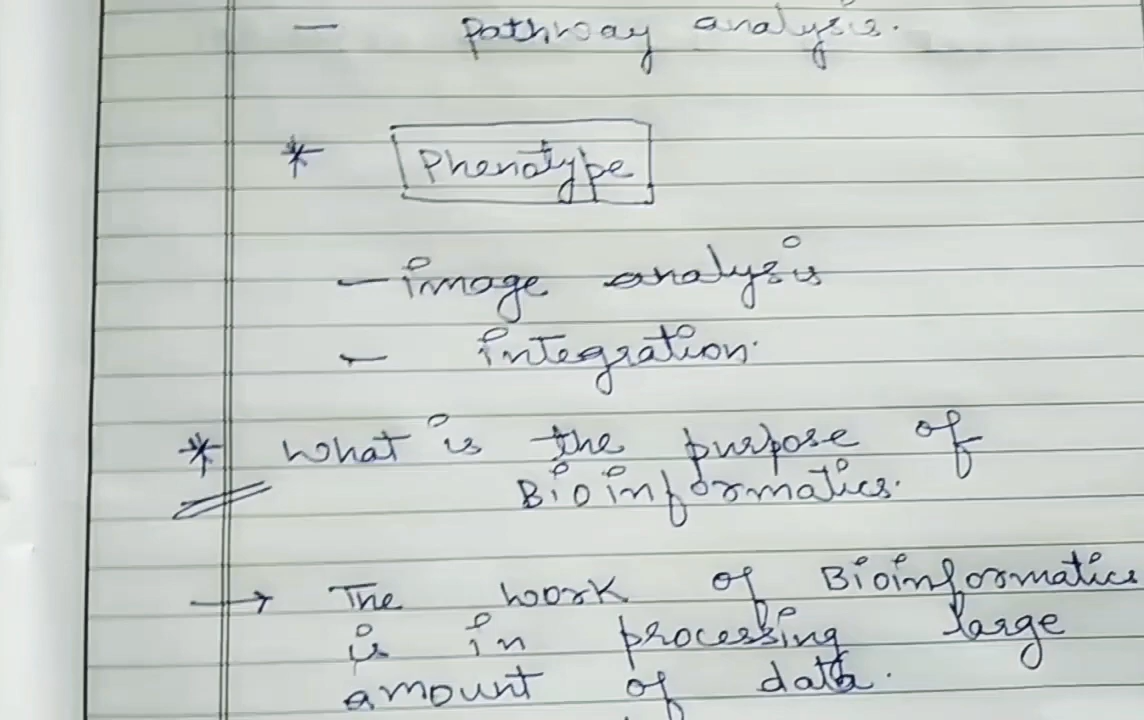 - Pathway analysis.
* Phenotype
- image analysis
- integration.
* What is the purpose of
Bioinformatics.
→ The work of Bioinformatics
is in processing large
amount of data.